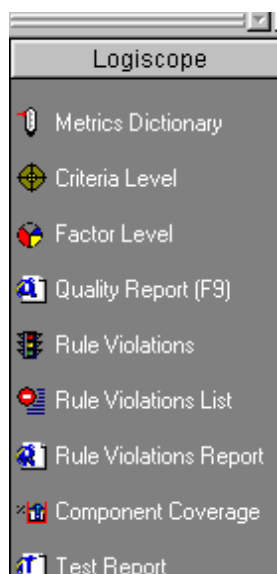 Logiscope
Metrics Dictionary
Criteria Level
Factor Level
Quality Report (F9)
Rule Violations
Rule Violations List
Rule Violations Report
Component Coverage
Test Report